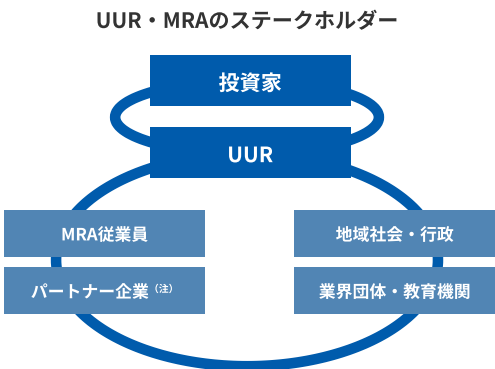 UUR・MRAのステークホルダー
投資家
UUR
MRA従業員
地域社会・行政
パートナー企業（注）
業界団体・教育機関